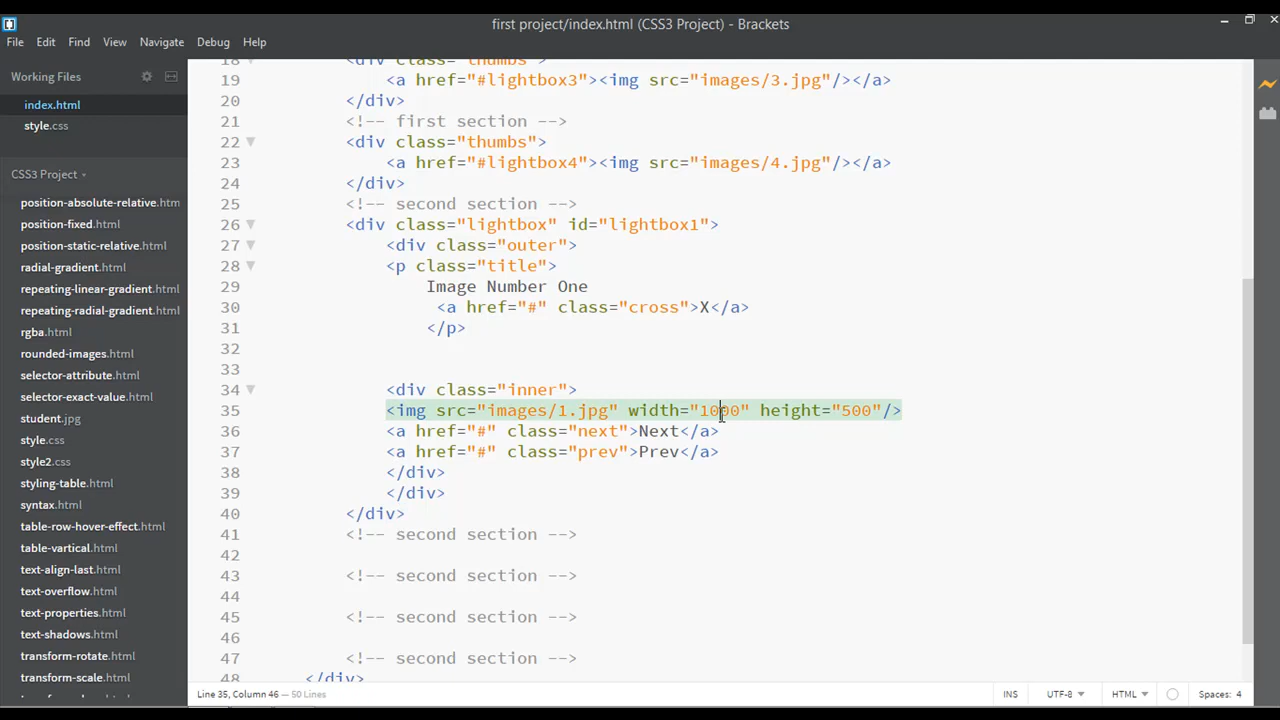 first project/index.html (CSS3 Project) - Brackets
File Edit Find View Navigate Debug Help
Working Files
index.html
style.css
CSS3 Project
position-absolute-relative.htm
position-fixed.html
position-static-relative.html
radial-gradient.html
repeating-linear-gradient.html
repeating-radial-gradient.html
rgba.html
rounded-images.html
selector-attribute.html
selector-exact-value.html
student.jpg
style.css
style2.css
styling-table.html
syntax.html
table-row-hover-effect.html
table-vartical.html
text-align-last.html
text-overflow.html
text-properties.html
text-shadows.html
transform-rotate.html
transform-scale.html
18 <div class="thumbs">
19 <a href="#lightbox3"><img src="images/3.jpg"/></a>
20 </div>
21 <!-- first section -->
22 <div class="thumbs">
23 <a href="#lightbox4"><img src="images/4.jpg"/></a>
24 </div>
25 <!-- second section -->
26 <div class="lightbox" id="lightbox1">
27 <div class="outer">
28 <p class="title">
29 Image Number One
30 <a href="#" class="cross">X</a>
31 </p>
32
33
34 <div class="inner">
35 <img src="images/1.jpg" width="1000" height="500"/>
36 <a href="#" class="next">Next</a>
37 <a href="#" class="prev">Prev</a>
38 </div>
39 </div>
40 </div>
41 <!-- second section -->
42
43 <!-- second section -->
44
45 <!-- second section -->
46
47 <!-- second section -->
48 </div>
Line 35, Column 46 — 50 Lines
INS UTF-8 HTML Spaces: 4